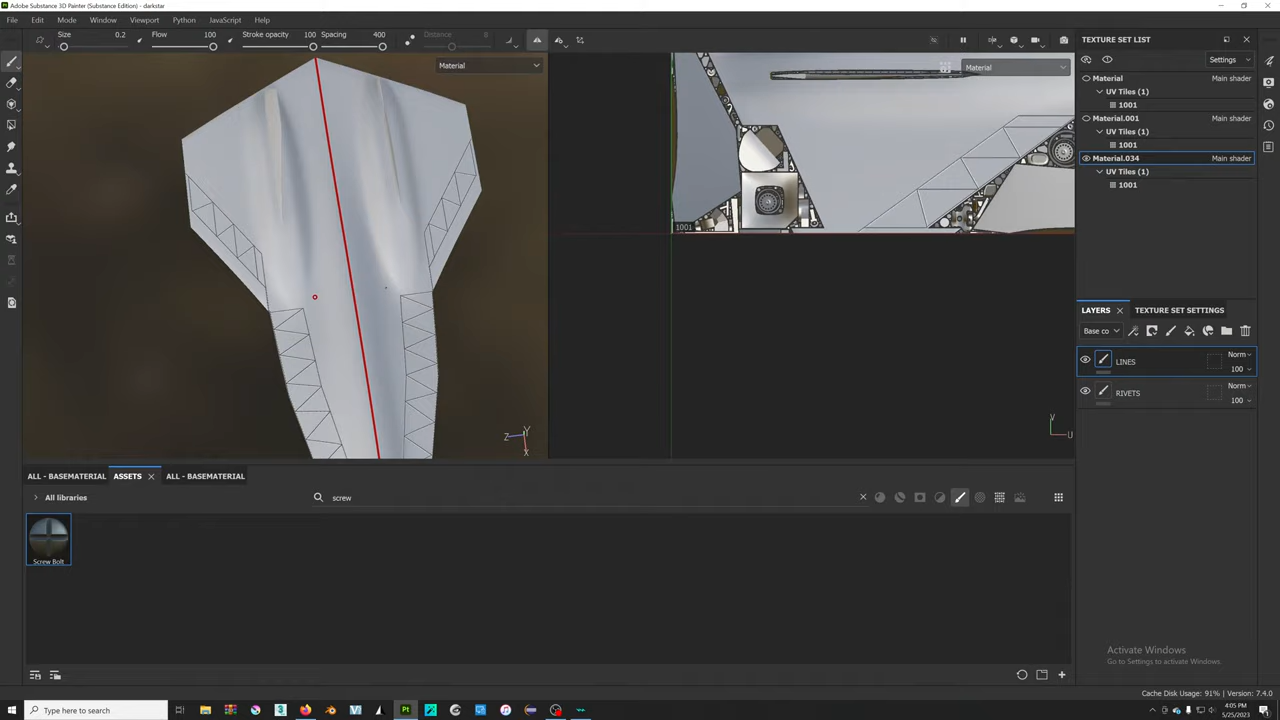 Adobe Substance 3D Painter (Substance Edition) - darkstar
File Edit Mode Window Viewport Python JavaScript Help
Size 0.2 Flow 100 Stroke opacity 100 Spacing 400 Distance 8
Material
Material
1001
Z Y X
V
U
TEXTURE SET LIST
Settings
Material Main shader
UV Tiles (1)
1001
Material.001 Main shader
UV Tiles (1)
1001
Material.034 Main shader
UV Tiles (1)
1001
LAYERS TEXTURE SET SETTINGS
Base co
LINES Norm 100
RIVETS Norm 100
ALL - BASEMATERIAL ASSETS ALL - BASEMATERIAL
All libraries screw
Screw Bolt
Activate Windows
Go to Settings to activate Windows.
Cache Disk Usage: 91% | Version: 7.4.0
Type here to search
4:05 PM
5/25/2023